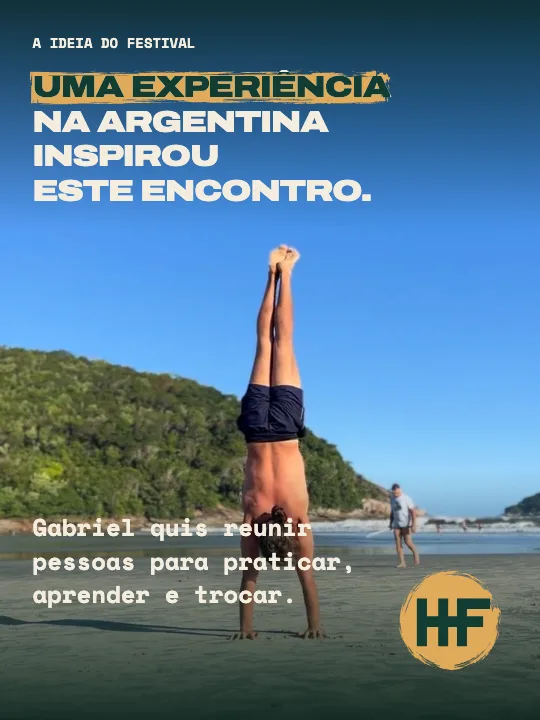 A IDEIA DO FESTIVAL
UMA EXPERIÊNCIA
NA ARGENTINA
INSPIROU
ESTE ENCONTRO.
Gabriel quis reunir
pessoas para praticar,
aprender e trocar.
HF